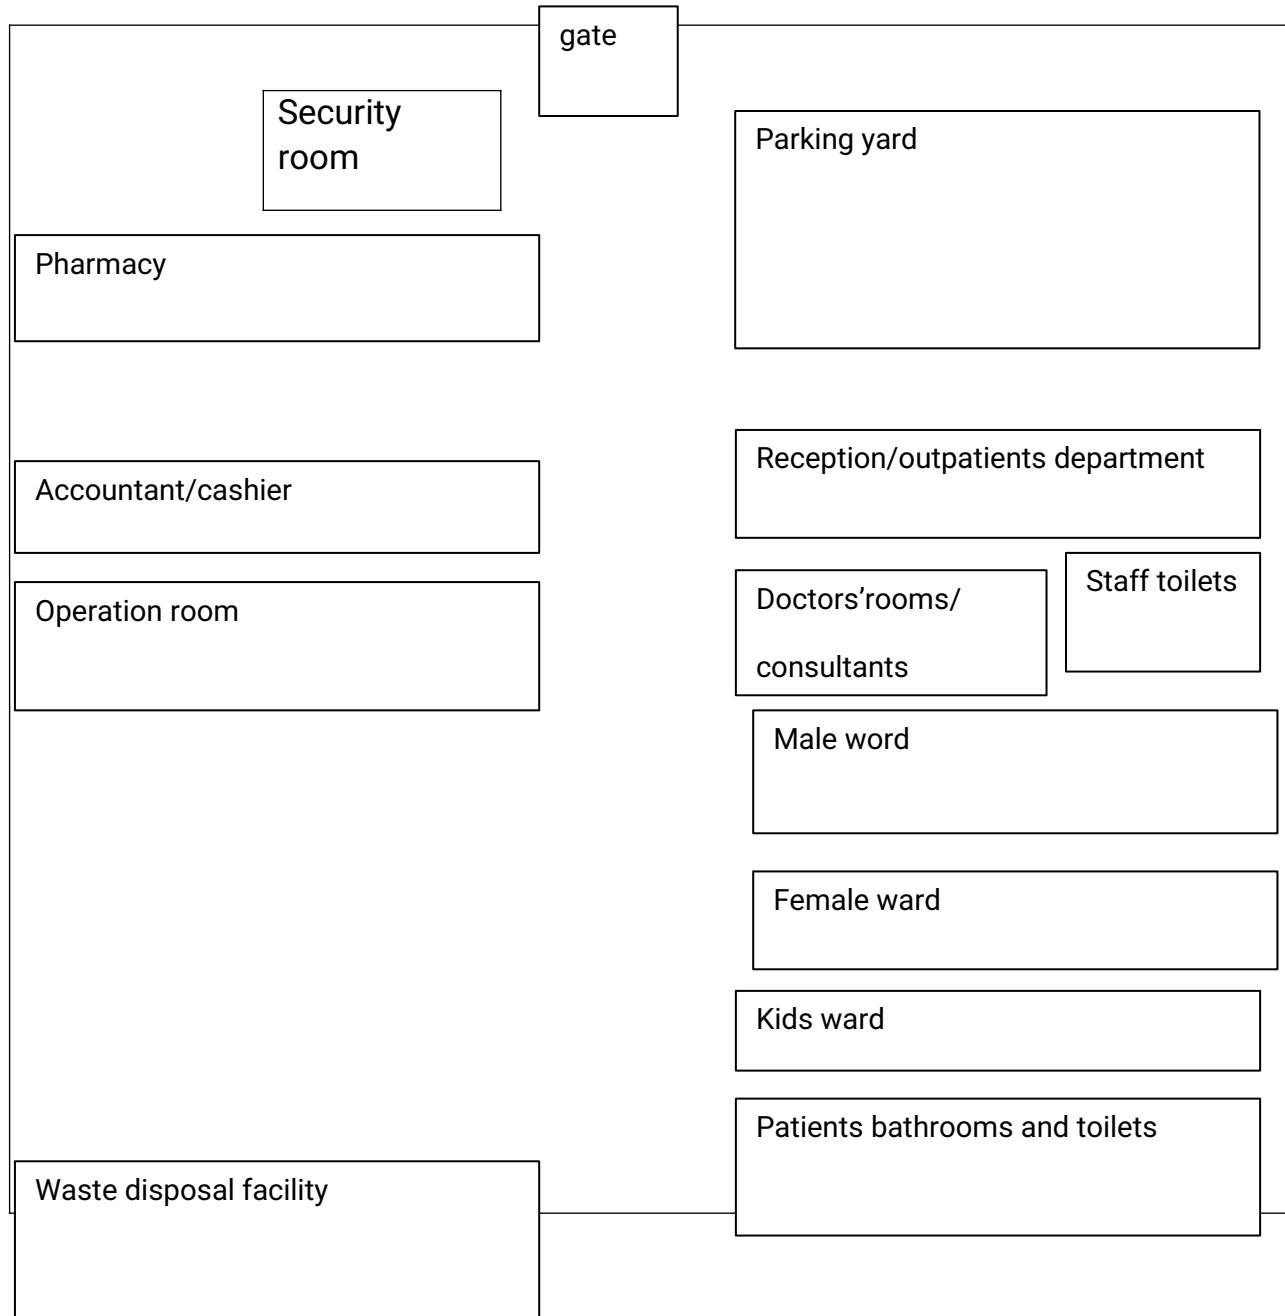 gate
Security
room
Parking yard
Pharmacy
Reception/outpatients department
Accountant/cashier
Staff toilets
Doctors’rooms/
consultants
Operation room
Male word
Female ward
Kids ward
Patients bathrooms and toilets
Waste disposal facility